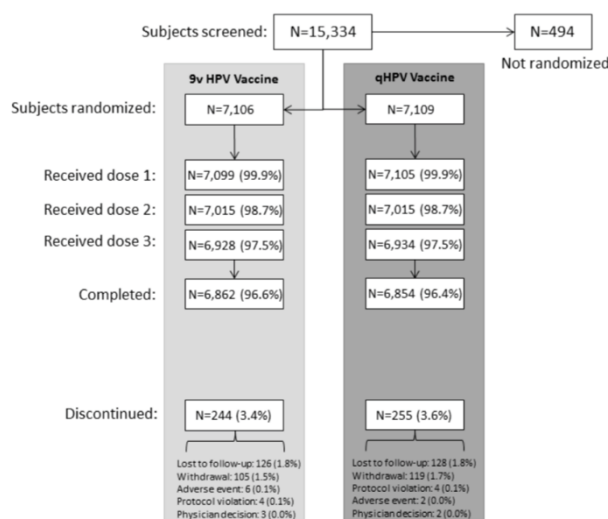 Subjects screened: N=15,334 N=494
Not randomized
9v HPV Vaccine qHPV Vaccine
Subjects randomized: N=7,106 N=7,109
Received dose 1: N=7,099 (99.9%) N=7,105 (99.9%)
Received dose 2: N=7,015 (98.7%) N=7,015 (98.7%)
Received dose 3: N=6,928 (97.5%) N=6,934 (97.5%)
Completed: N=6,862 (96.6%) N=6,854 (96.4%)
Discontinued: N=244 (3.4%) N=255 (3.6%)
Lost to follow-up: 126 (1.8%) Lost to follow-up: 128 (1.8%)
Withdrawal: 105 (1.5%) Withdrawal: 119 (1.7%)
Adverse event: 6 (0.1%) Protocol violation: 4 (0.1%)
Protocol violation: 4 (0.1%) Adverse event: 2 (0.0%)
Physician decision: 3 (0.0%) Physician decision: 2 (0.0%)